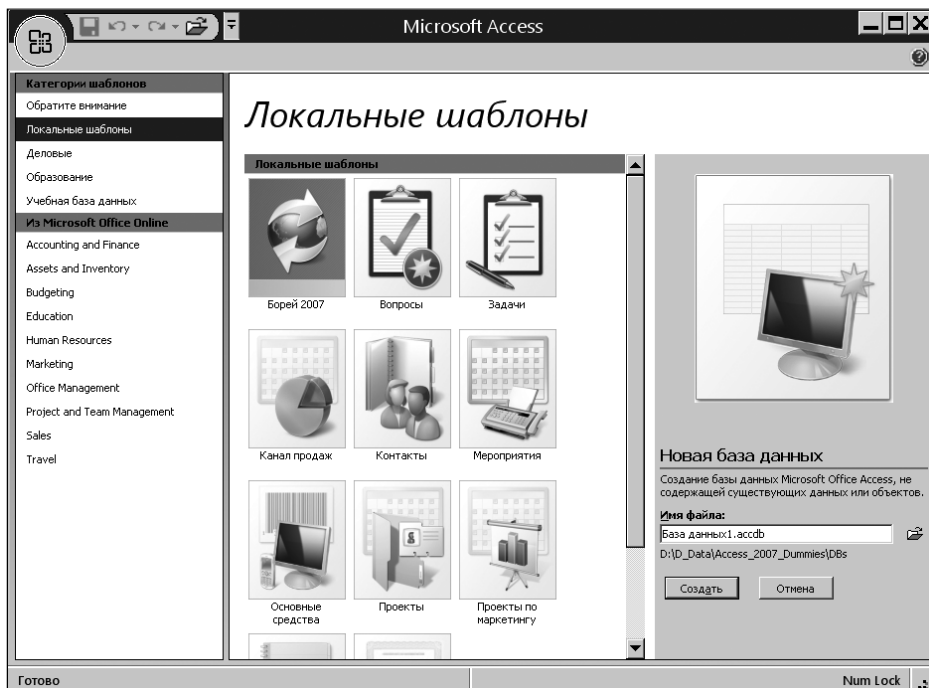 Microsoft Access
Категории шаблонов
Обратите внимание
Локальные шаблоны
Деловые
Образование
Учебная база данных
Из Microsoft Office Online
Accounting and Finance
Assets and Inventory
Budgeting
Education
Human Resources
Marketing
Office Management
Project and Team Management
Sales
Travel
Локальные шаблоны
Локальные шаблоны
Борей 2007
Вопросы
Задачи
Канал продаж
Контакты
Мероприятия
Основные
средства
Проекты
Проекты по
маркетингу
Новая база данных
Создание базы данных Microsoft Office Access, не
содержащей существующих данных или объектов.
Имя файла:
База данных1.accdb
D:\D_Data\Access_2007_Dummies\DBs
Создать
Отмена
Готово
Num Lock